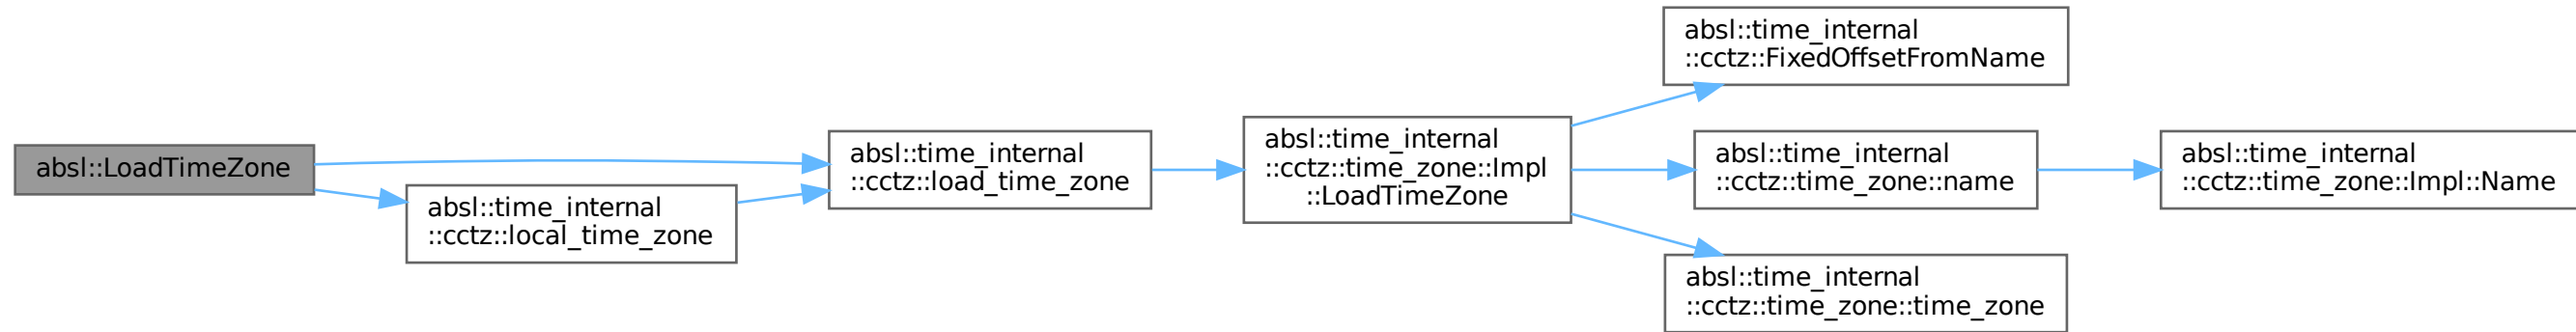 absl::LoadTimeZone
absl::time_internal
::cctz::local_time_zone
absl::time_internal
::cctz::load_time_zone
absl::time_internal
::cctz::time_zone::Impl
::LoadTimeZone
absl::time_internal
::cctz::FixedOffsetFromName
absl::time_internal
::cctz::time_zone::name
absl::time_internal
::cctz::time_zone::time_zone
absl::time_internal
::cctz::time_zone::Impl::Name